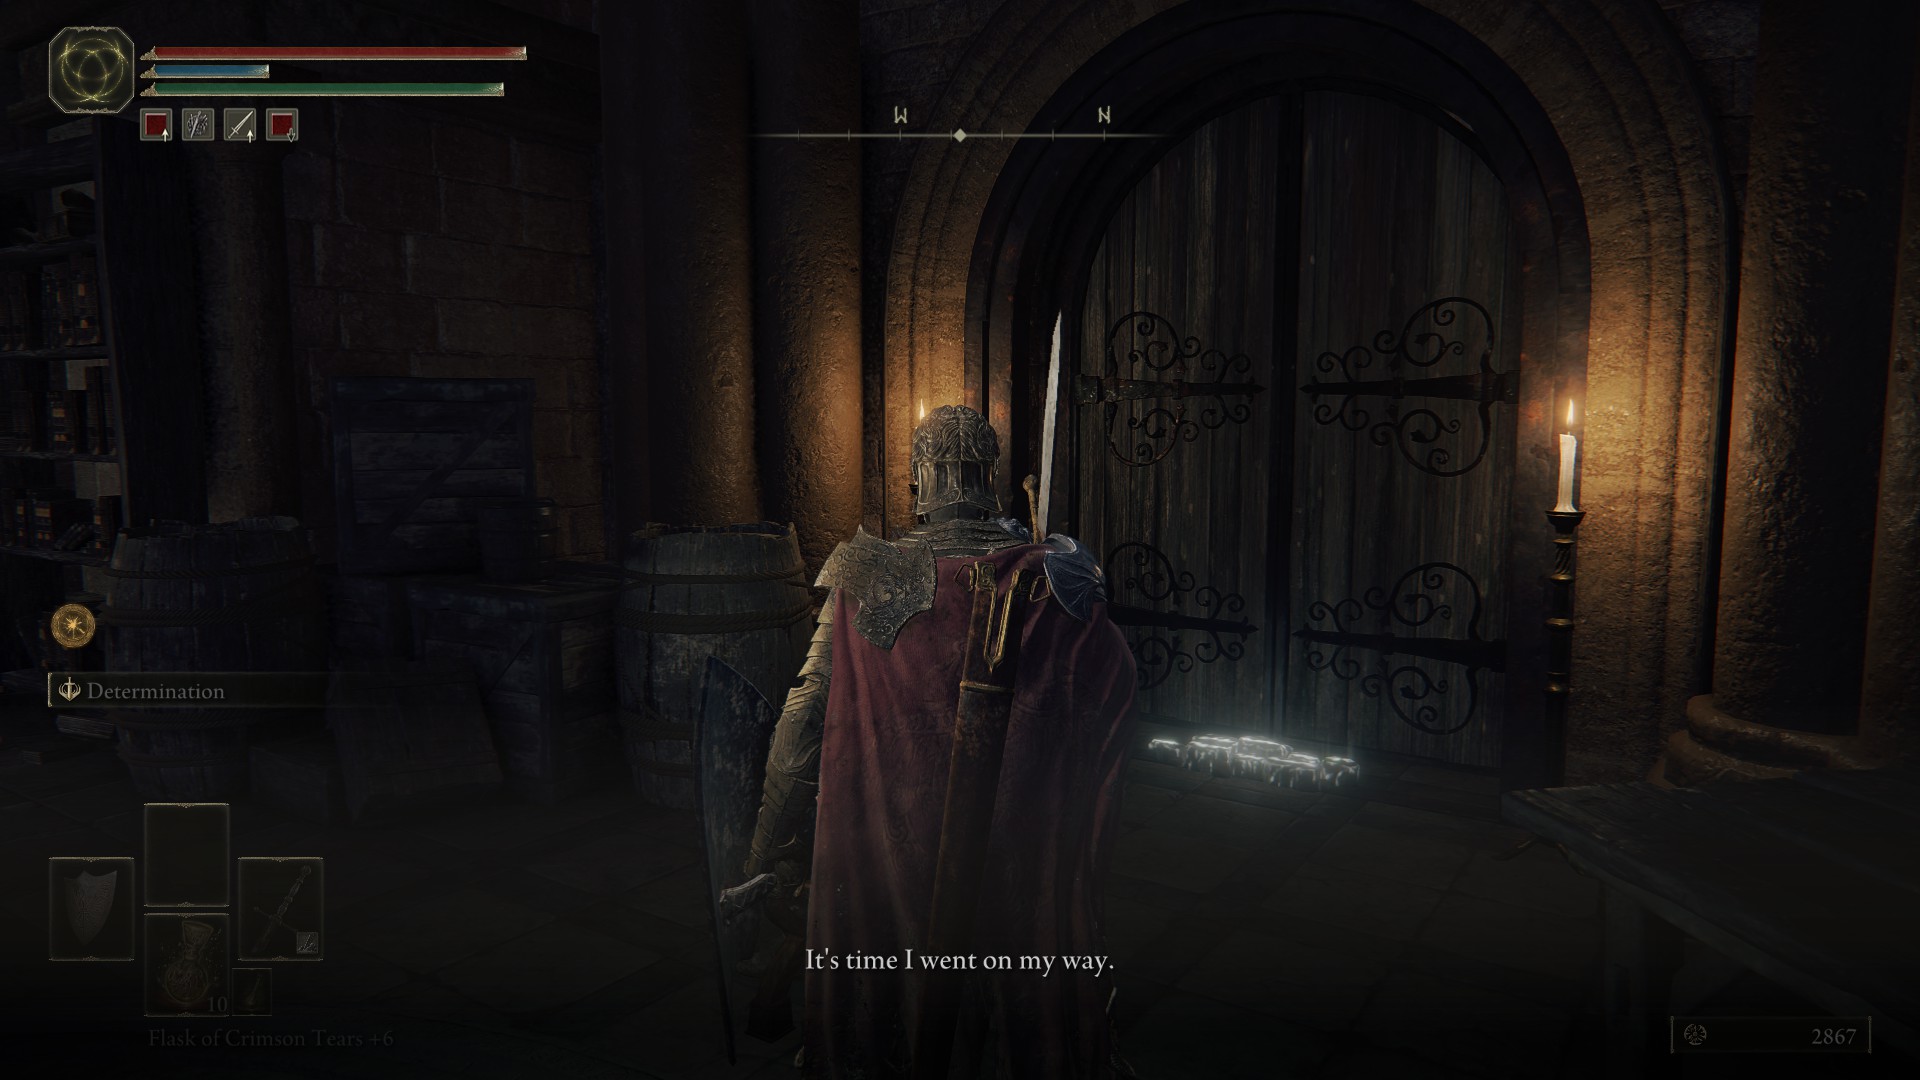 W
N
Determination
It's time I went on my way.
10
Flask of Crimson Tears +6
2867